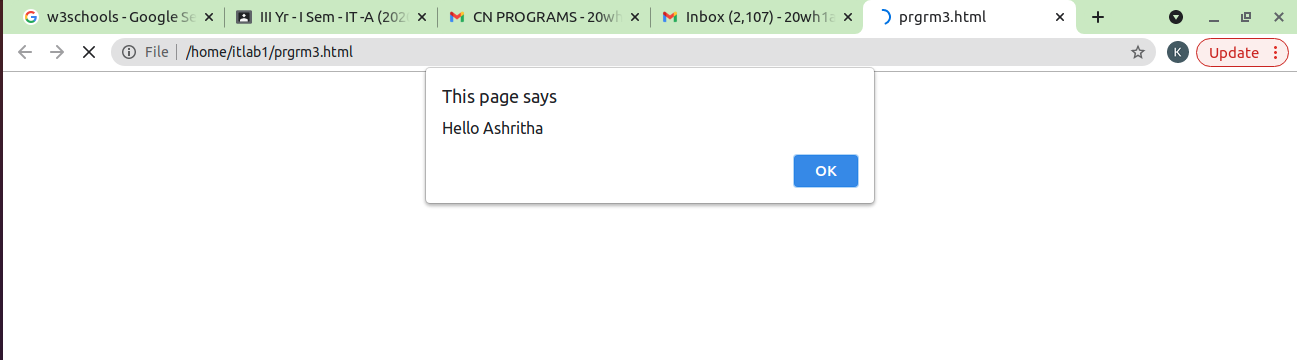 w3schools - Google Se
III Yr - I Sem - IT -A (202
CN PROGRAMS - 20wh
Inbox (2,107) - 20wh1a
prgrm3.html
File
/home/itlab1/prgrm3.html
K
Update
This page says
Hello Ashritha
OK